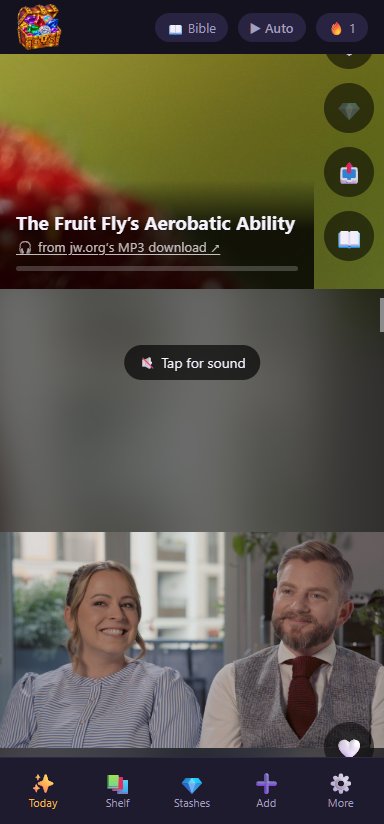 Bible
Auto
1
The Fruit Fly’s Aerobatic Ability
from jw.org’s MP3 download ↗
Tap for sound
Today
Shelf
Stashes
Add
More